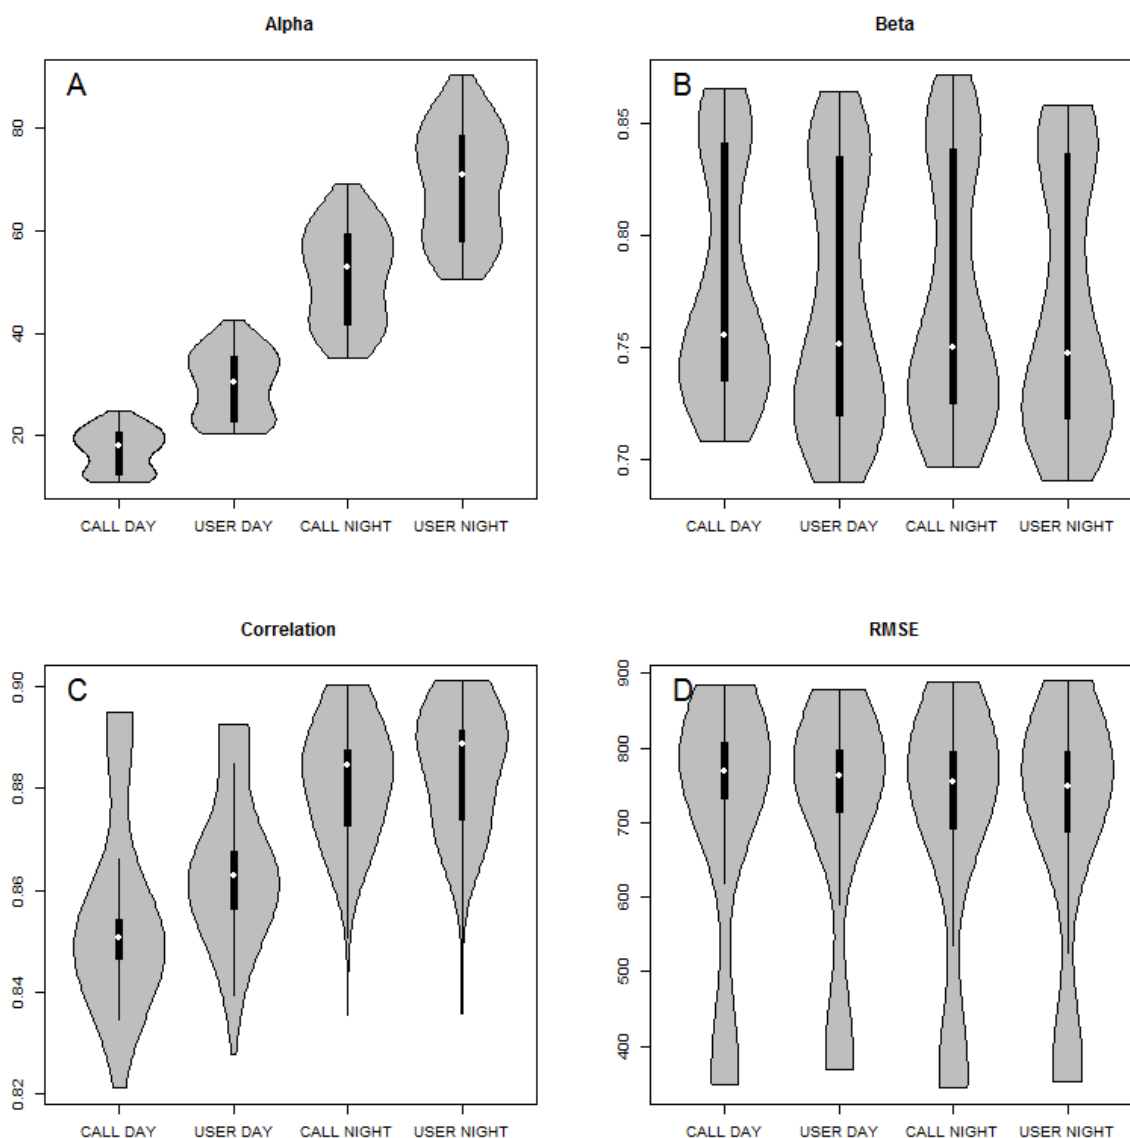 Alpha
A
80
60
40
20
CALL DAY USER DAY CALL NIGHT USER NIGHT
Beta
B
0.85
0.80
0.75
0.70
CALL DAY USER DAY CALL NIGHT USER NIGHT
Correlation
C
0.90
0.88
0.86
0.84
0.82
CALL DAY USER DAY CALL NIGHT USER NIGHT
RMSE
D
900
800
700
600
500
400
CALL DAY USER DAY CALL NIGHT USER NIGHT